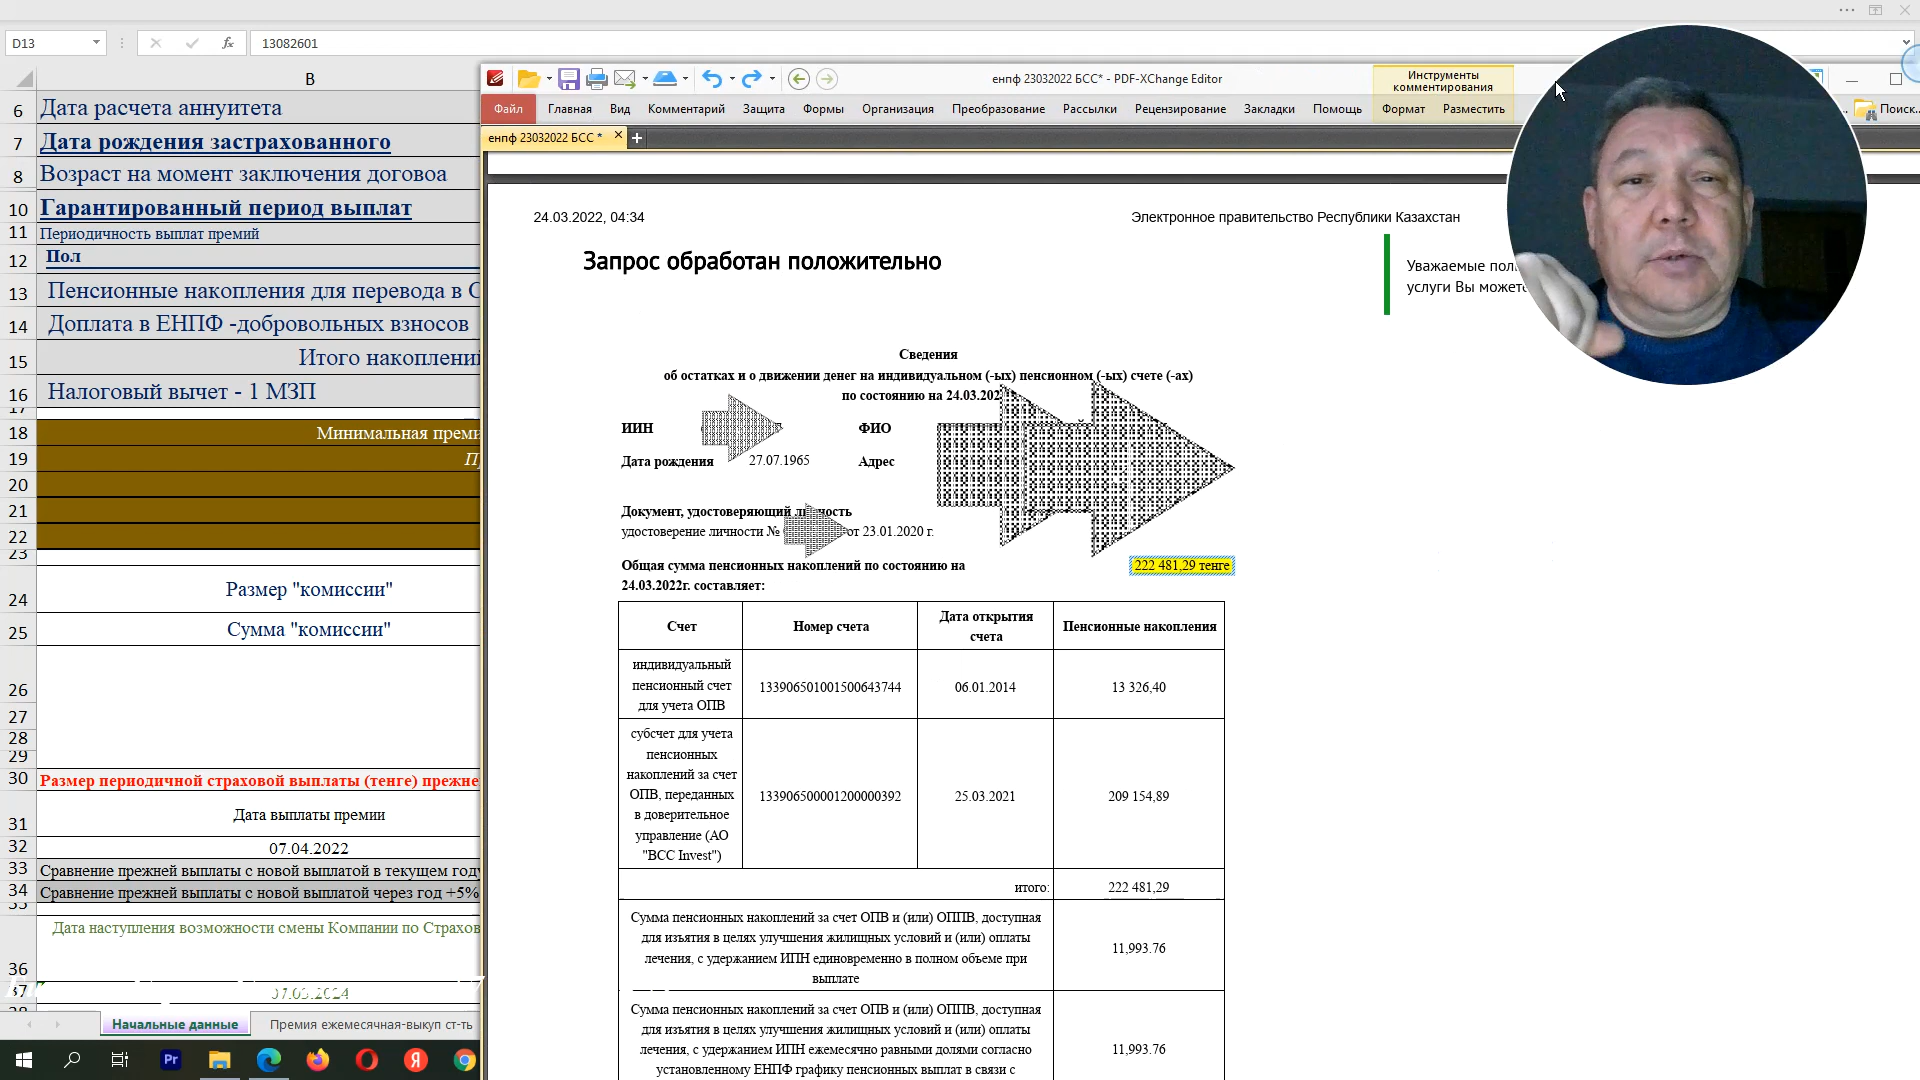 D13
fx
13082601
B
6 Дата расчета аннуитета
7 Дата рождения застрахованного
8 Возраст на момент заключения договоа
10 Гарантированный период выплат
11 Периодичность выплат премий
12 Пол
13 Пенсионные накопления для перевода в С
14 Доплата в ЕНПФ -добровольных взносов
15 Итого накоплений
16 Налоговый вычет - 1 МЗП
17
18 Минимальная преми
19
20
21
22
23
24 Размер "комиссии"
25 Сумма "комиссии"
26
27
28
29
30 Размер периодичной страховой выплаты (тенге) прежне
31 Дата выплаты премии
32 07.04.2022
33 Сравнение прежней выплаты с новой выплатой в текущем году
34 Сравнение прежней выплаты с новой выплатой через год +5%
35
Дата наступления возможности смены Компании по Страхов
36
37 07.03.2024
Начальные данные
Премия ежемесячная-выкуп ст-ть
Pr
Я
енпф 23032022 БСС* - PDF-XChange Editor
Инструменты
комментирования
Файл Главная Вид Комментарий Защита Формы Организация Преобразование Рассылки Рецензирование Закладки Помощь Формат Разместить
Поиск...
енпф 23032022 БСС *
24.03.2022, 04:34
Электронное правительство Республики Казахстан
Запрос обработан положительно
Уважаемые
услуги Вы может
Сведения
об остатках и о движении денег на индивидуальном (-ых) пенсионном (-ых) счете (-ах)
по состоянию на 24.03.202
ИИН ФИО
Дата рождения 27.07.1965 Адрес
Документ, удостоверяющий личность
удостоверение личности № от 23.01.2020 г.
Общая сумма пенсионных накоплений по состоянию на
24.03.2022г. составляет:
222 481,29 тенге
Счет
Номер счета
Дата открытия
счета
Пенсионные накопления
индивидуальный
пенсионный счет
для учета ОПВ
133906501001500643744
06.01.2014
13 326,40
субсчет для учета
пенсионных
накоплений за счет
ОПВ, переданных
в доверительное
управление (АО
"BCC Invest")
133906500001200000392
25.03.2021
209 154,89
итого:
222 481,29
Сумма пенсионных накоплений за счет ОПВ и (или) ОППВ, доступная
для изъятия в целях улучшения жилищных условий и (или) оплаты
лечения, с удержанием ИПН единовременно в полном объеме при
выплате
11,993.76
Сумма пенсионных накоплений за счет ОПВ и (или) ОППВ, доступная
для изъятия в целях улучшения жилищных условий и (или) оплаты
лечения, с удержанием ИПН ежемесячно равными долями согласно
установленному ЕНПФ графику пенсионных выплат в связи с
11,993.76